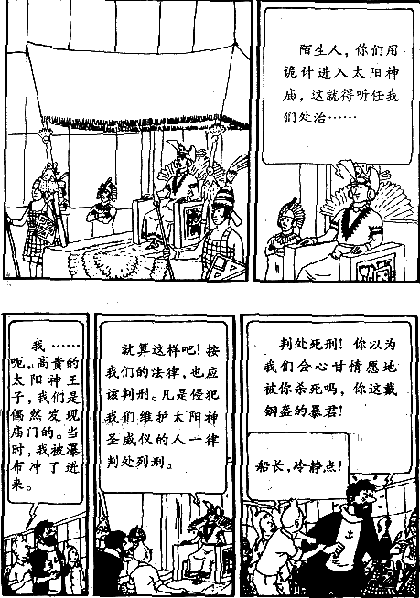 陌生人，你们用
诡计进入太阳神
庙，这就得听任我
们处治……
我……
呃。高贵的
太阳神王
子，我们是
偶然发现
庙门的。当
时，我被瀑
布冲了进
来。
就算这样吧！按
我们的法律，也应
该判刑。凡是侵犯
我们维护太阳神
圣威仪的人一律
判处死刑。
判处死刑！你以为
我们会心甘情愿地
被你杀死吗，你这戴
钢盔的暴君！
船长，冷静点！